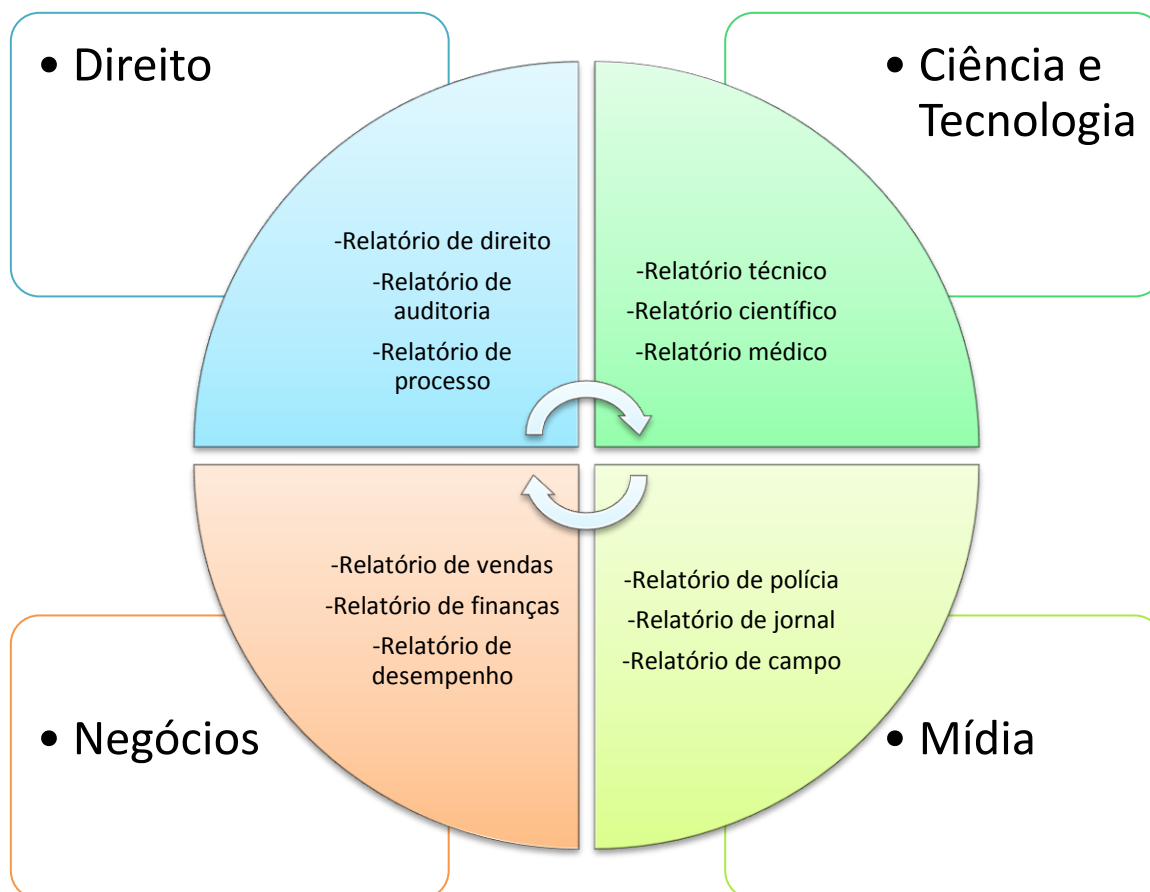 • Direito
• Ciência e
Tecnologia
-Relatório de direito
-Relatório de
auditoria
-Relatório de
processo
-Relatório técnico
-Relatório científico
-Relatório médico
-Relatório de vendas
-Relatório de finanças
-Relatório de
desempenho
-Relatório de polícia
-Relatório de jornal
-Relatório de campo
• Negócios
• Mídia